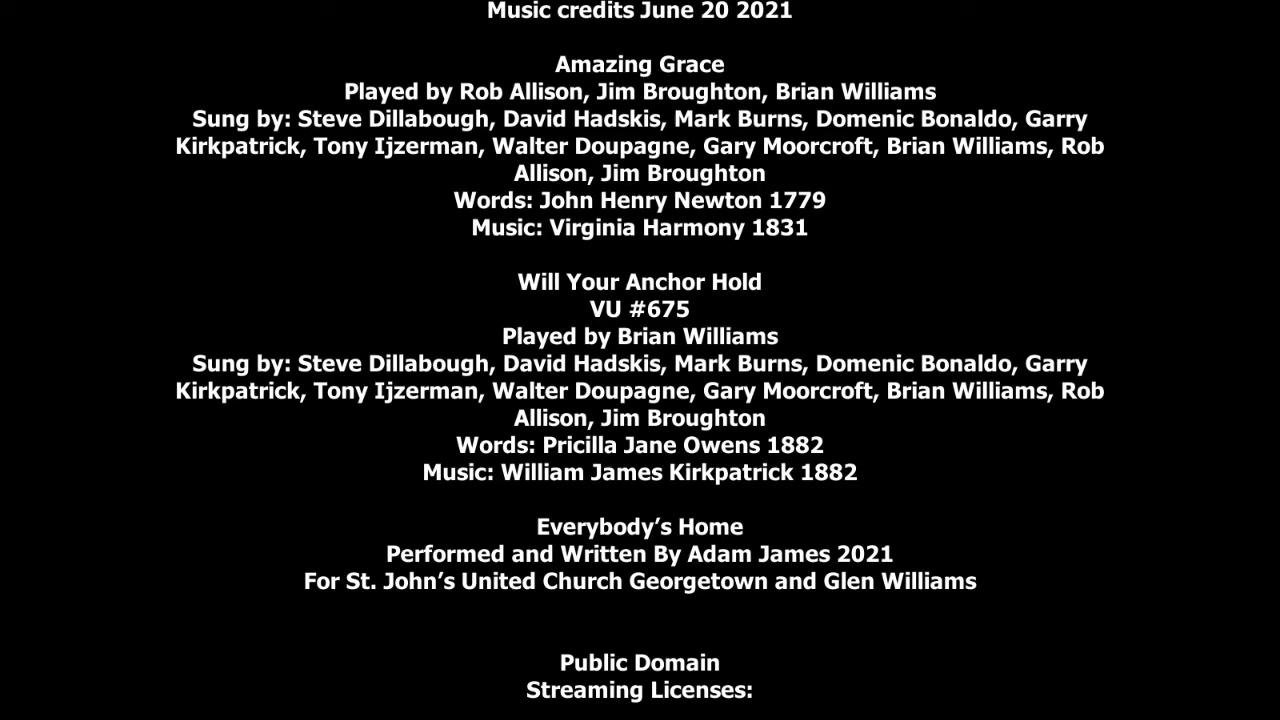 Music credits June 20 2021
Amazing Grace
Played by Rob Allison, Jim Broughton, Brian Williams
Sung by: Steve Dillabough, David Hadskis, Mark Burns, Domenic Bonaldo, Garry
Kirkpatrick, Tony Ijzerman, Walter Doupagne, Gary Moorcroft, Brian Williams, Rob
Allison, Jim Broughton
Words: John Henry Newton 1779
Music: Virginia Harmony 1831
Will Your Anchor Hold
VU #675
Played by Brian Williams
Sung by: Steve Dillabough, David Hadskis, Mark Burns, Domenic Bonaldo, Garry
Kirkpatrick, Tony Ijzerman, Walter Doupagne, Gary Moorcroft, Brian Williams, Rob
Allison, Jim Broughton
Words: Pricilla Jane Owens 1882
Music: William James Kirkpatrick 1882
Everybody’s Home
Performed and Written By Adam James 2021
For St. John’s United Church Georgetown and Glen Williams
Public Domain
Streaming Licenses: